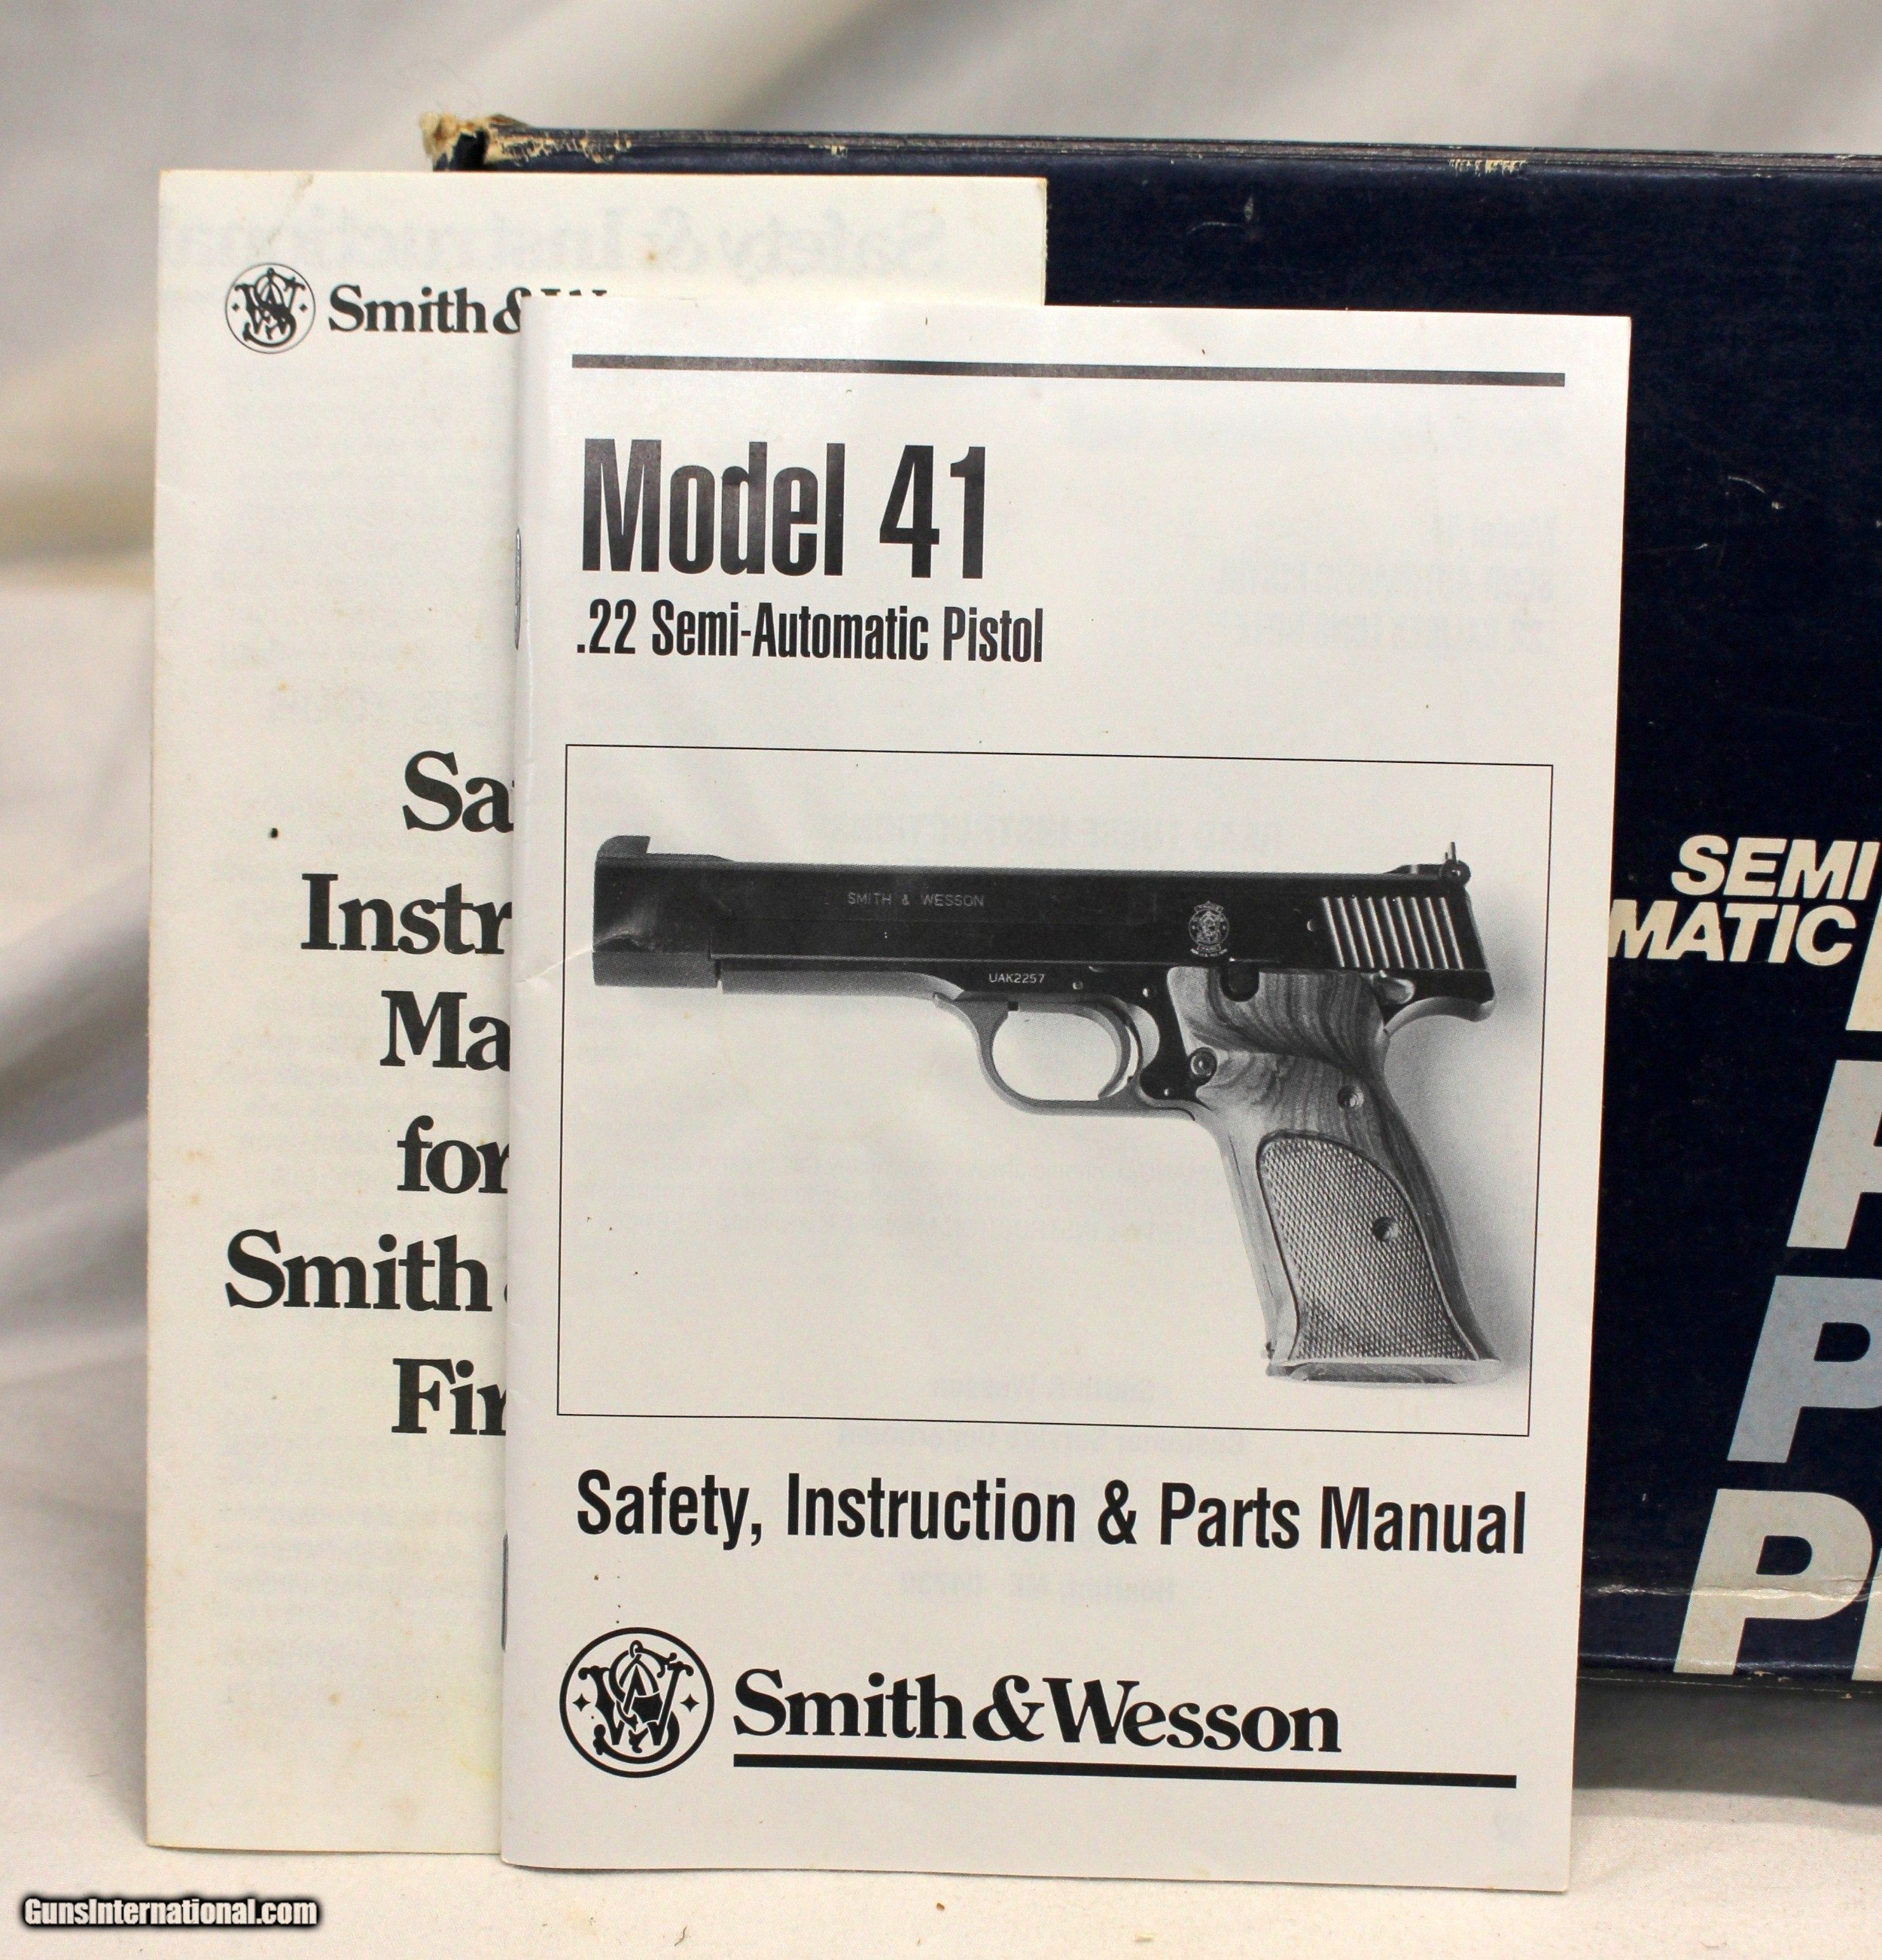 Smith &
Sa
Instr
Ma
for
Smith
Fir
Model 41
.22 Semi-Automatic Pistol
SMITH & WESSON
UAK2257
Safety, Instruction & Parts Manual
Smith & Wesson
SEMI
MATIC
P
P
GunsInternational.com